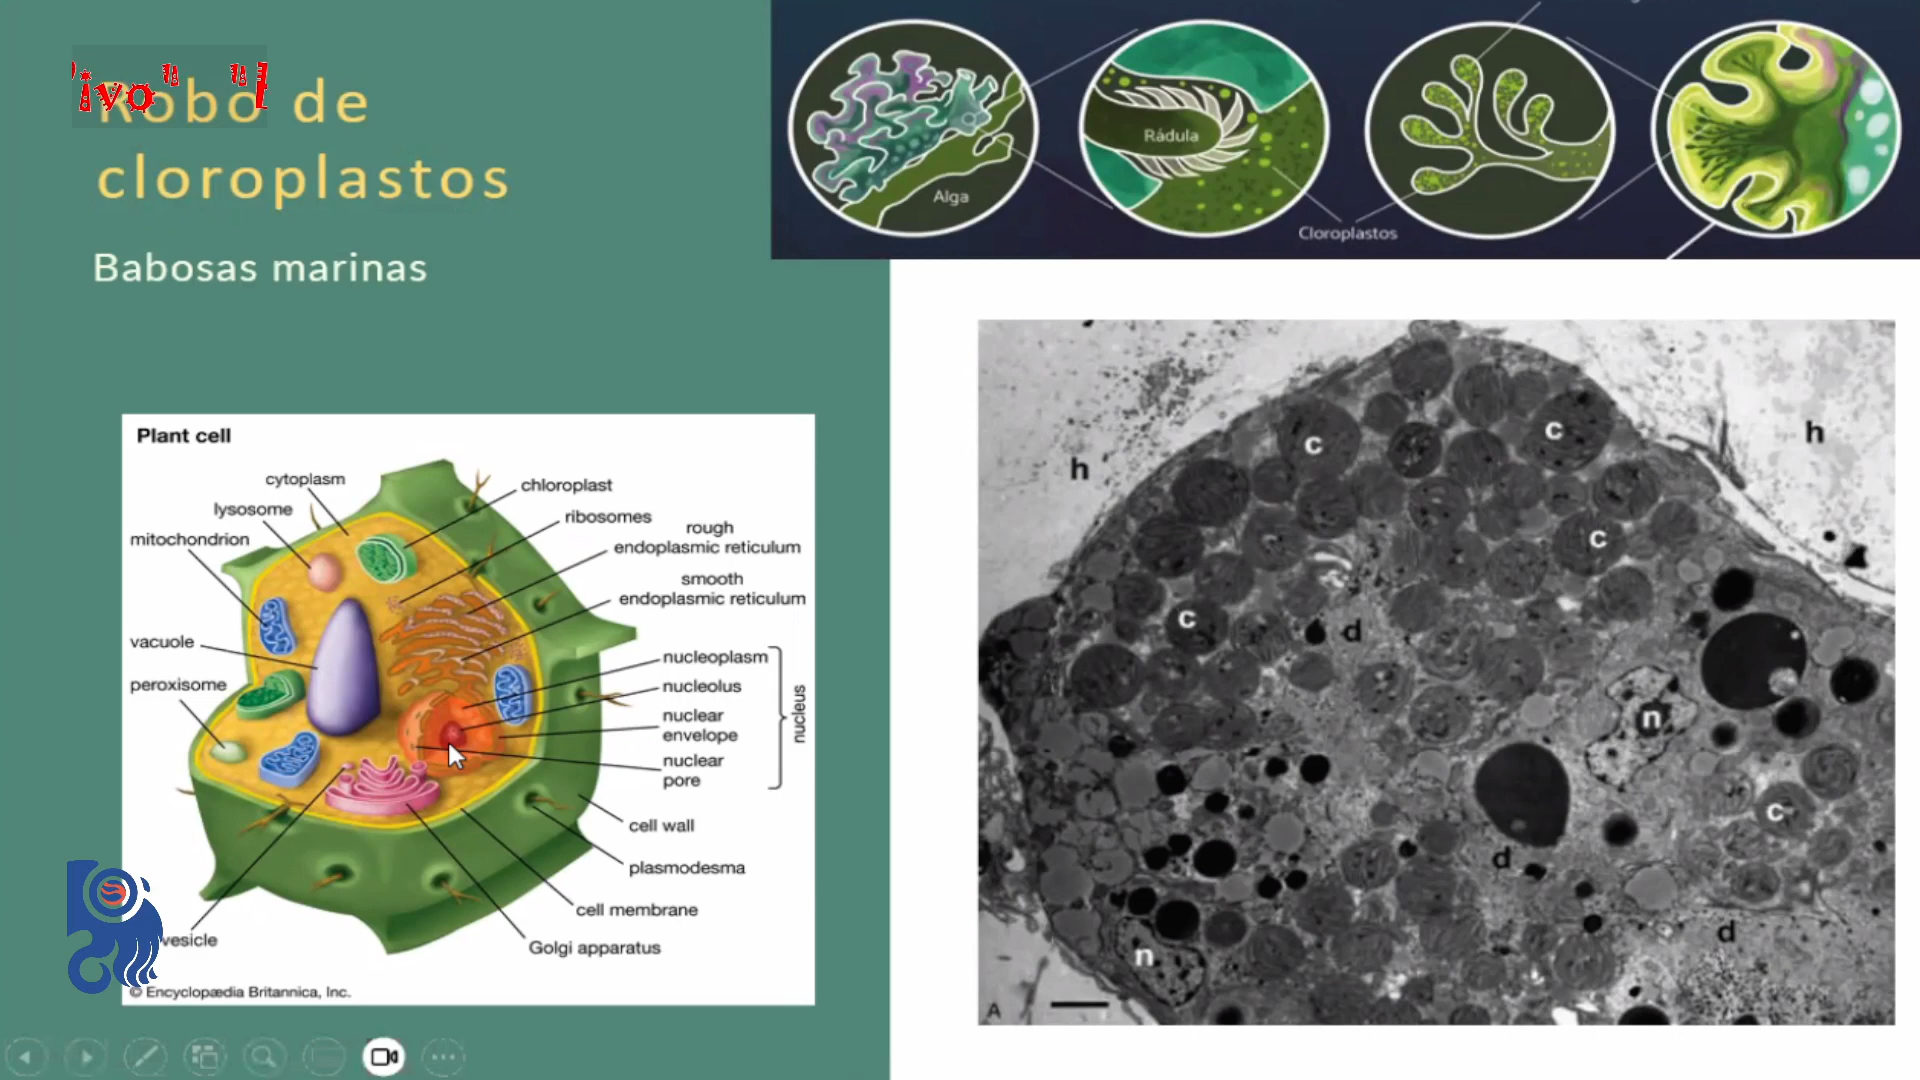 Robo de
cloroplastos
Babosas marinas
Alga
Rádula
Cloroplastos
Plant cell
cytoplasm
lysosome
mitochondrion
vacuole
peroxisome
vesicle
chloroplast
ribosomes
rough
endoplasmic reticulum
smooth
endoplasmic reticulum
nucleoplasm
nucleolus
nuclear
envelope
nuclear
pore
nucleus
cell wall
plasmodesma
cell membrane
Golgi apparatus
© Encyclopædia Britannica, Inc.
h
h
c
c
c
c
d
n
c
d
d
n
A